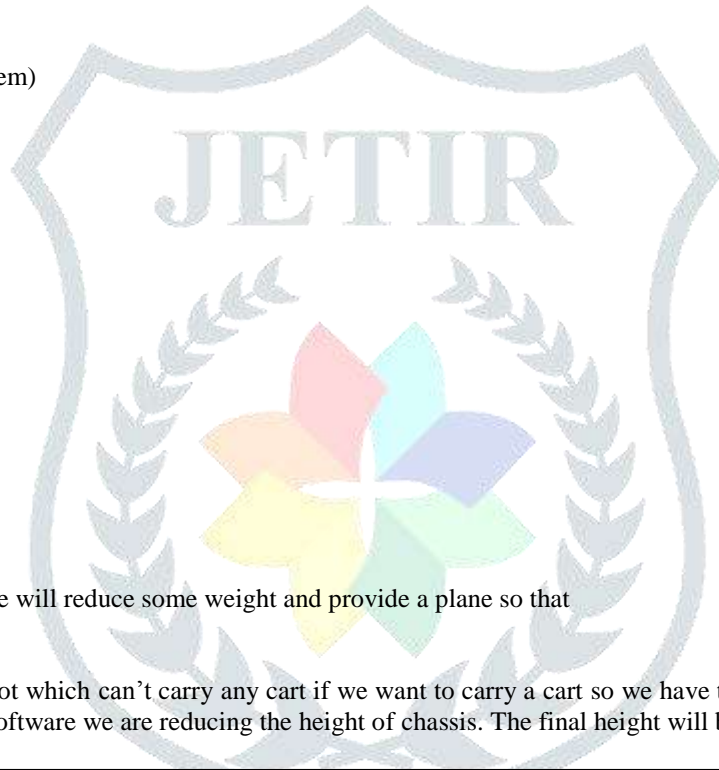 em)
JETIR
e will reduce some weight and provide a plane so that
ot which can’t carry any cart if we want to carry a cart so we have t
oftware we are reducing the height of chassis. The final height will b